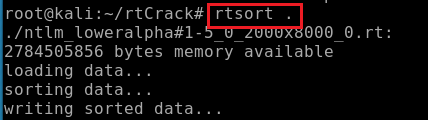 root@kali:~/rtCrack# rtsort .
./ntlm_loweralpha#1-5_0_2000x8000_0.rt:
2784505856 bytes memory available
loading data...
sorting data...
writing sorted data...